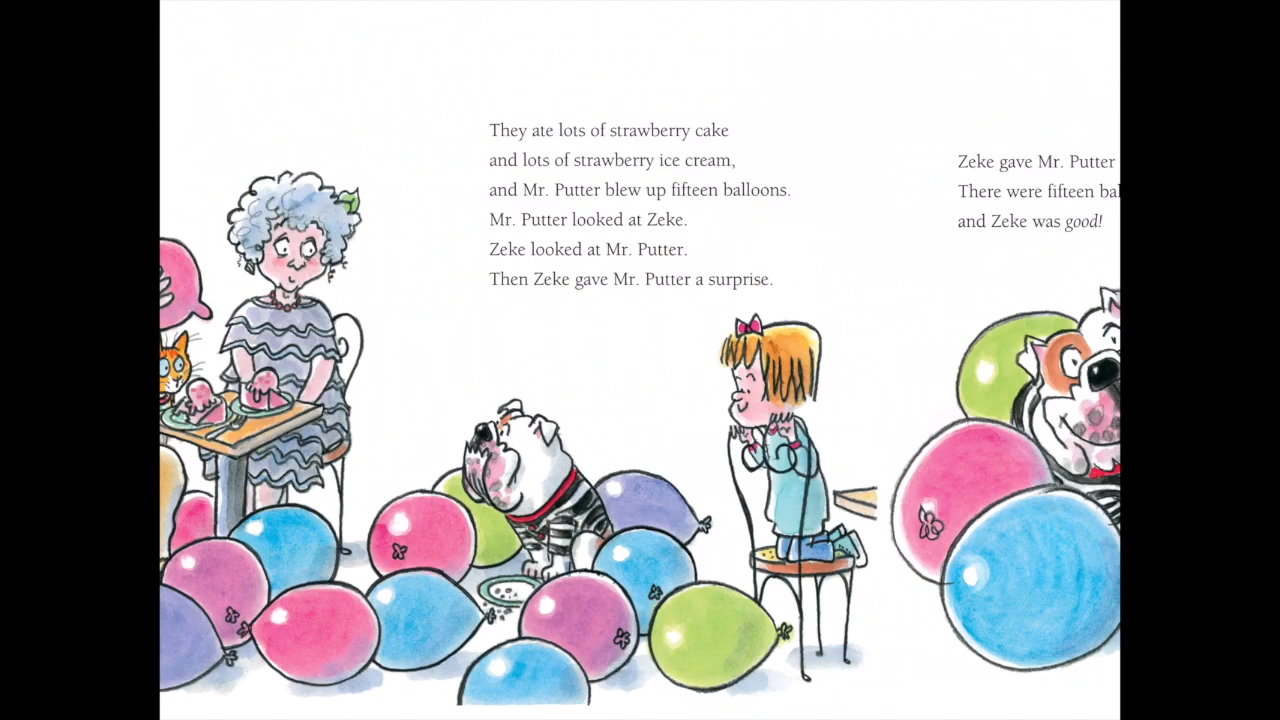 They ate lots of strawberry cake
and lots of strawberry ice cream,
and Mr. Putter blew up fifteen balloons.
Mr. Putter looked at Zeke.
Zeke looked at Mr. Putter.
Then Zeke gave Mr. Putter a surprise.
Zeke gave Mr. Putter
There were fifteen
and Zeke was good!